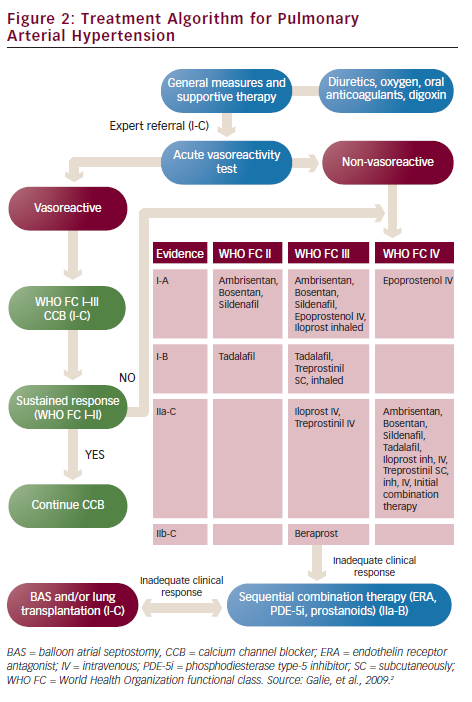 Figure 2: Treatment Algorithm for Pulmonary
Arterial Hypertension
General measures and
supportive therapy
Diuretics, oxygen, oral
anticoagulants, digoxin
Expert referral (I-C)
Acute vasoreactivity
test
Non-vasoreactive
Vasoreactive
WHO FC I–III
CCB (I-C)
NO
Sustained response
(WHO FC I–II)
YES
Continue CCB
Evidence WHO FC II WHO FC III WHO FC IV
I-A
Ambrisentan,
Bosentan,
Sildenafil
Ambrisentan,
Bosentan,
Sildenafil,
Epoprostenol IV,
Iloprost inhaled
Epoprostenol IV
I-B
Tadalafil
Tadalafil,
Treprostinil
SC, inhaled
IIa-C
Iloprost IV,
Treprostinil IV
Ambrisentan,
Bosentan,
Sildenafil,
Tadalafil,
Iloprost inh, IV,
Treprostinil SC,
inh, IV, Initial
combination
therapy
IIb-C
Beraprost
Inadequate clinical
response
BAS and/or lung
transplantation (I-C)
Inadequate clinical
response
Sequential combination therapy (ERA,
PDE-5i, prostanoids) (IIa-B)
BAS = balloon atrial septostomy, CCB = calcium channel blocker; ERA = endothelin receptor
antagonist; IV = intravenous; PDE-5i = phosphodiesterase type-5 inhibitor; SC = subcutaneously;
WHO FC = World Health Organization functional class. Source: Galie, et al., 2009.²